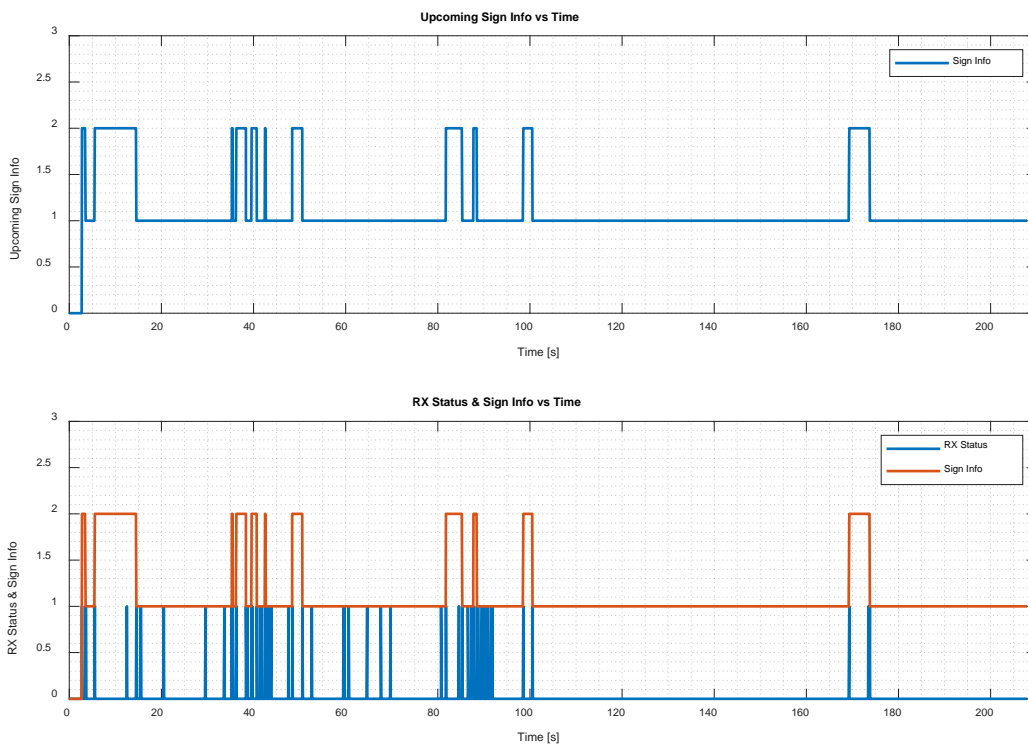 Upcoming Sign Info vs Time
3
2.5
2
1.5
1
0.5
0
Upcoming Sign Info
Sign Info
0 20 40 60 80 100 120 140 160 180 200
Time [s]
RX Status & Sign Info vs Time
3
2.5
2
1.5
1
0.5
0
RX Status & Sign Info
RX Status
Sign Info
0 20 40 60 80 100 120 140 160 180 200
Time [s]